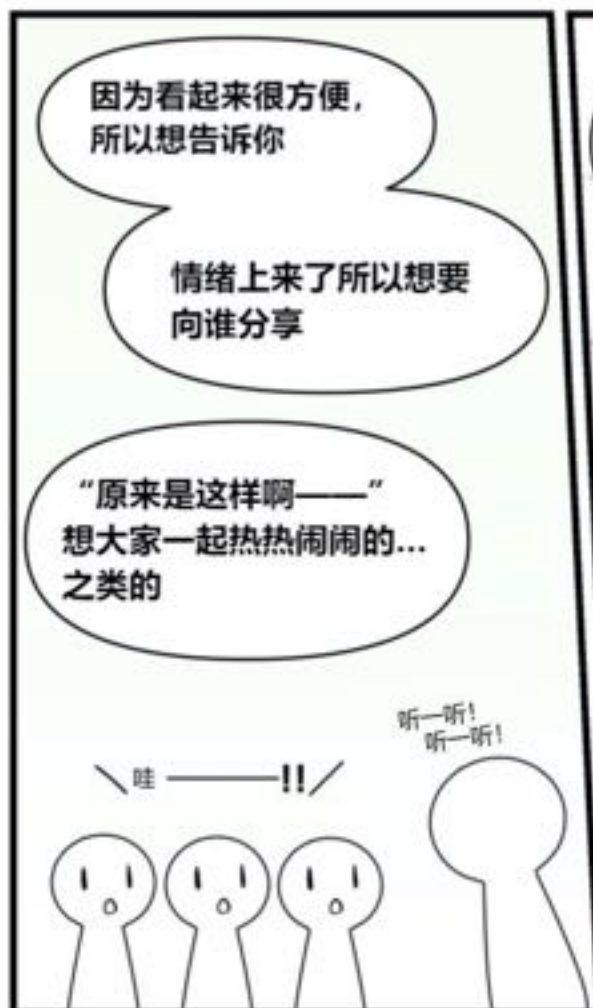 因为看起来很方便，
所以想告诉你
情绪上来了所以想要
向谁分享
“原来是这样啊——”
想大家一起热热闹闹的…
之类的
听一听！
听一听！
哇————!!